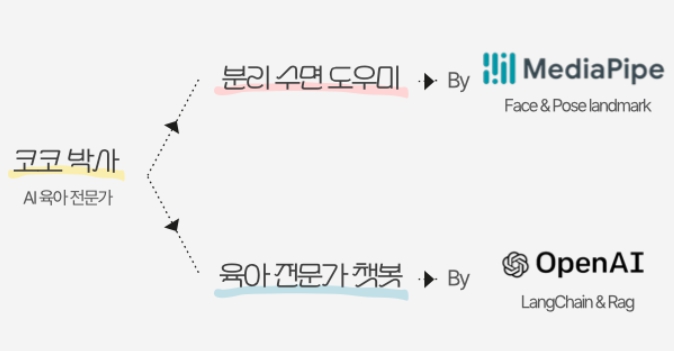 분리 수면 도우미
By
MediaPipe
Face & Pose landmark
코코 박사
AI 육아 전문가
육아 전문가 챗봇
By
OpenAI
LangChain & Rag